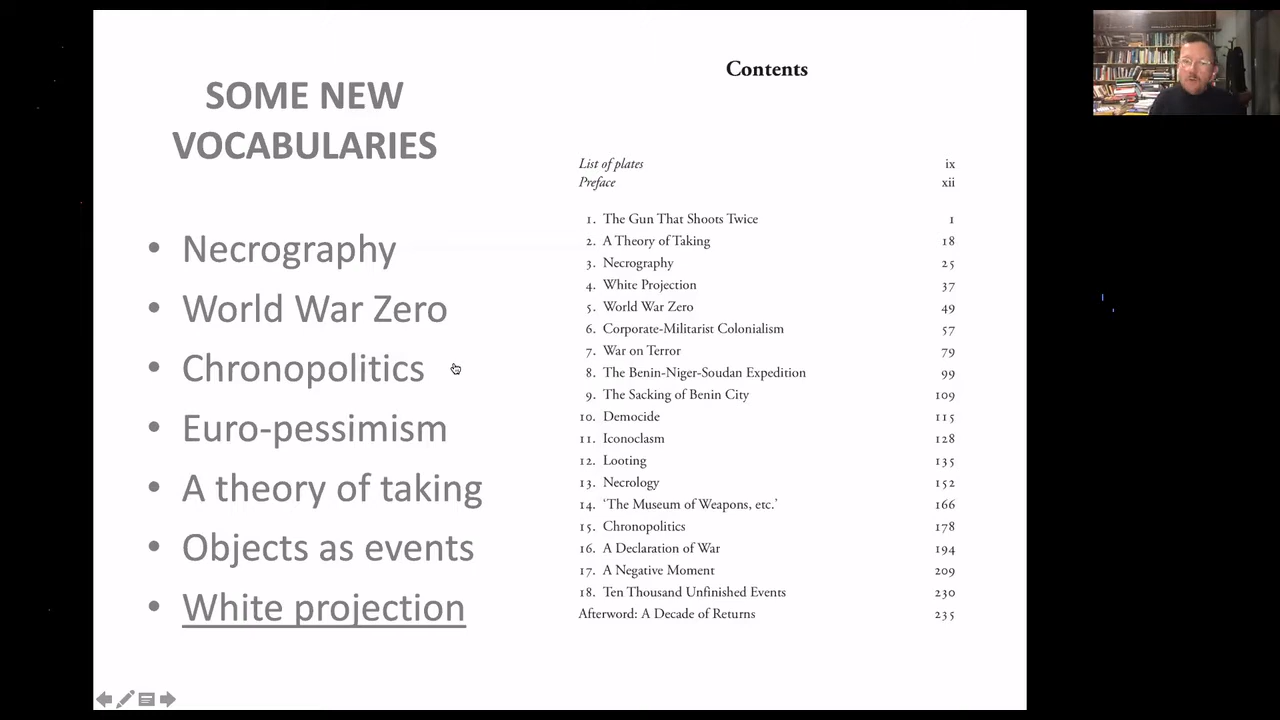 SOME NEW
VOCABULARIES
• Necrography
• World War Zero
• Chronopolitics
• Euro-pessimism
• A theory of taking
• Objects as events
• White projection
Contents
List of plates ix
Preface xii
1. The Gun That Shoots Twice 1
2. A Theory of Taking 18
3. Necrography 25
4. White Projection 37
5. World War Zero 49
6. Corporate-Militarist Colonialism 57
7. War on Terror 79
8. The Benin-Niger-Soudan Expedition 99
9. The Sacking of Benin City 109
10. Democide 115
11. Iconoclasm 128
12. Looting 135
13. Necrology 152
14. ‘The Museum of Weapons, etc.’ 166
15. Chronopolitics 178
16. A Declaration of War 194
17. A Negative Moment 209
18. Ten Thousand Unfinished Events 230
Afterword: A Decade of Returns 235